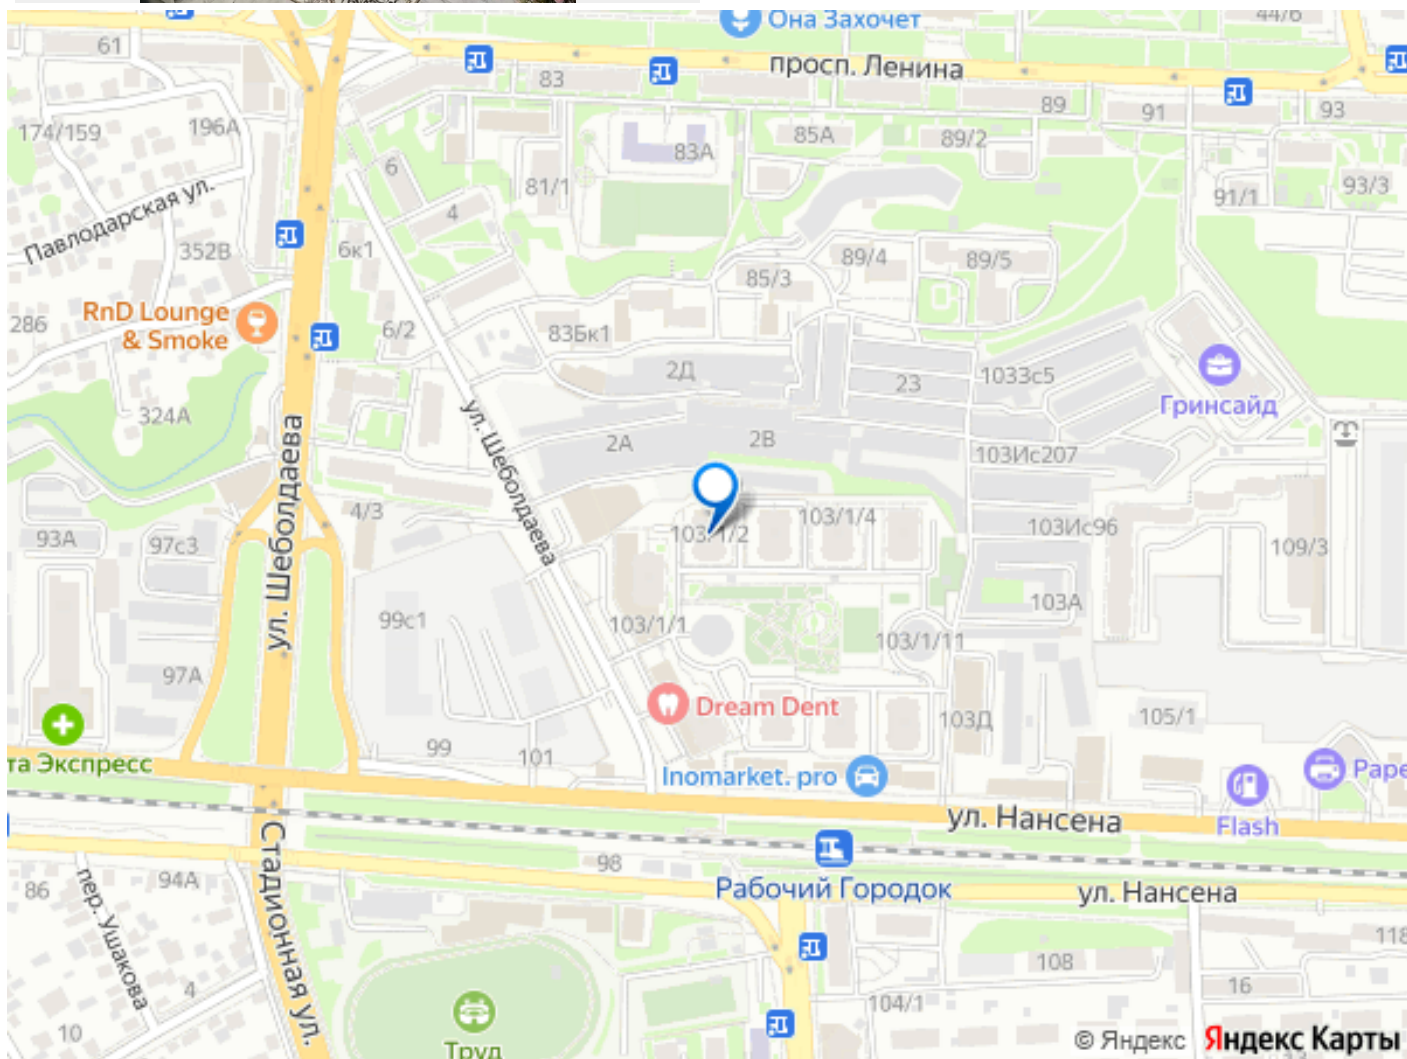 Она Захочет
44/6
61
83
просп. Ленина
89
91
93
174/159
196А
83А
85А
89/2
6
81/1
4
91/1
93/3
Павлодарская ул.
352В
6к1
89/4
89/5
85/3
RnD Lounge
& Smoke
286
6/2
83Бк1
2Д
23
1033с5
Гринсайд
324А
ул. Шеболдаева
ул. Шеболдаева
2А
2В
103Ис207
4/3
103/1/2
103/1/4
103Ис96
93А
97с3
109/3
99с1
103/1/1
103А
103/1/11
97А
Dream Dent
103Д
105/1
та Экспресс
99
101
Inomarket. pro
Flash
Pape
ул. Нансена
Стадионная ул.
98
Рабочий Городок
ул. Нансена
86
94А
пер. Ушакова
4
10
Труд
104/1
108
118
16
© Яндекс
Яндекс Карты